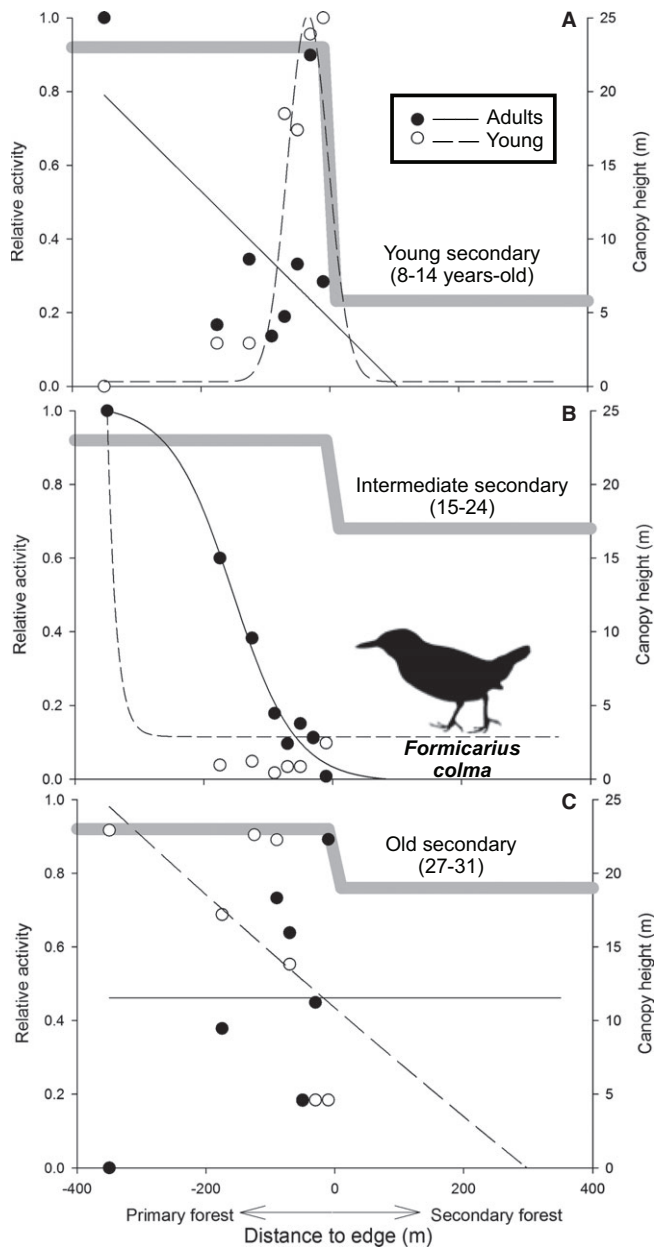 A
1.0
0.8
0.6
0.4
0.2
0.0
Relative activity
25
20
15
10
5
0
Canopy height (m)
Adults
Young
Young secondary
(8-14 years-old)
B
1.0
0.8
0.6
0.4
0.2
0.0
Relative activity
25
20
15
10
5
0
Canopy height (m)
Intermediate secondary
(15-24)
Formicarius
colma
C
1.0
0.8
0.6
0.4
0.2
0.0
Relative activity
25
20
15
10
5
0
Canopy height (m)
Old secondary
(27-31)
-400 -200 0 200 400
Primary forest Secondary forest
Distance to edge (m)